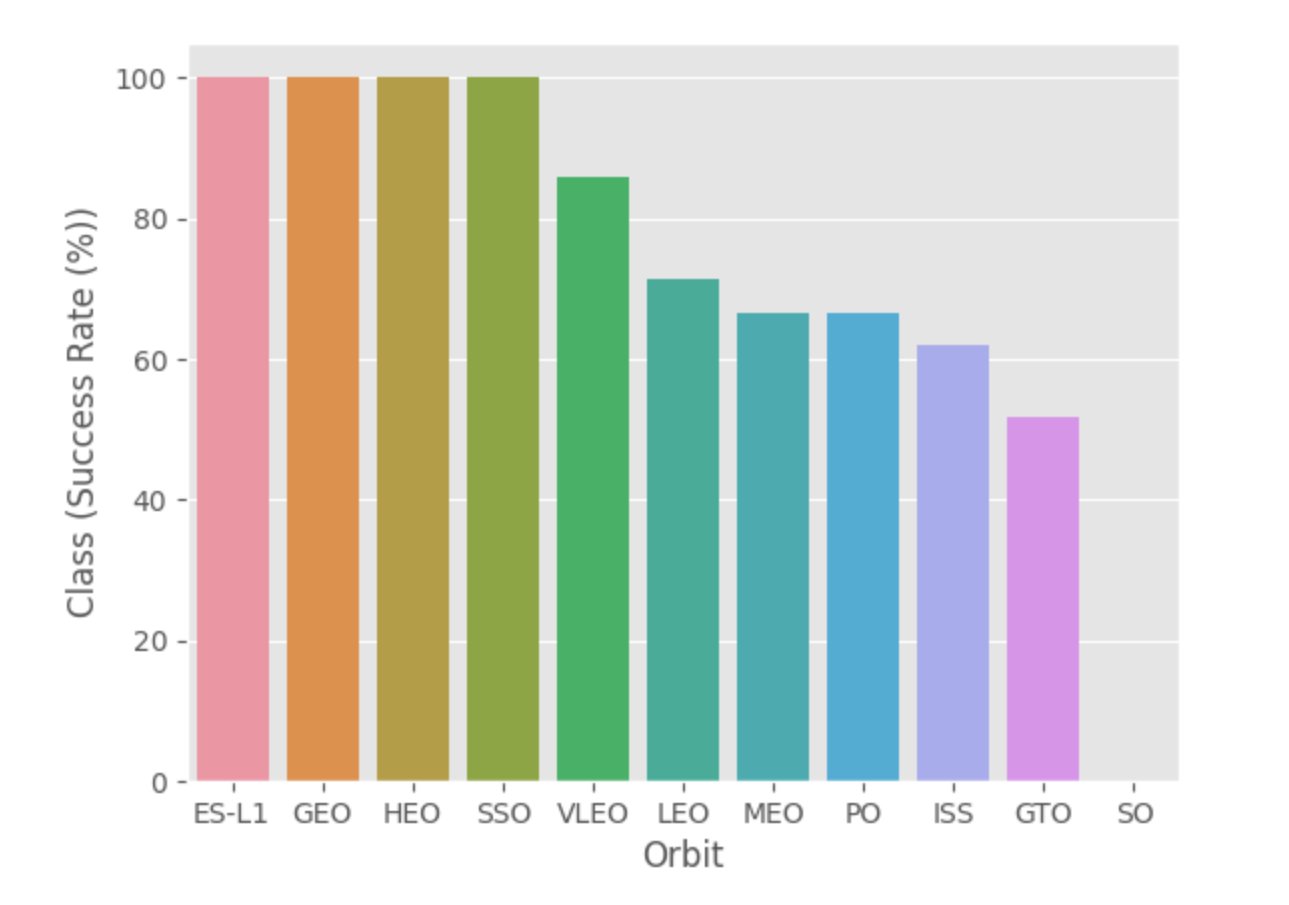 Class (Success Rate (%))
100
80
60
40
20
0
ES-L1 GEO HEO SSO VLEO LEO MEO PO ISS GTO SO
Orbit